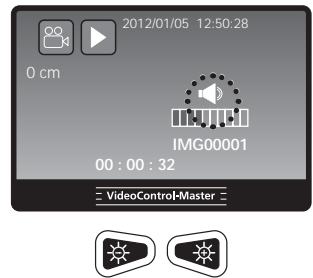 2012/01/05 12:50:28
0 cm
IMG00001
00 : 00 : 32
VideoControl-Master